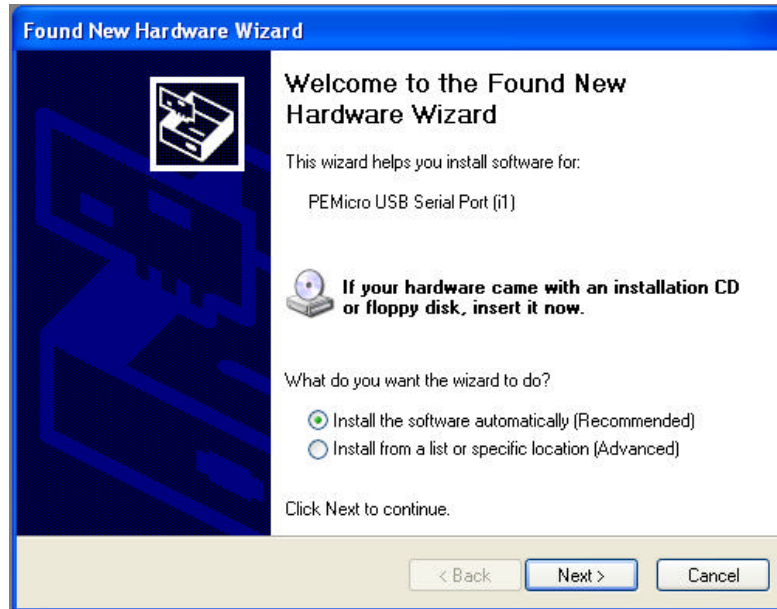 Found New Hardware Wizard
Welcome to the Found New
Hardware Wizard
This wizard helps you install software for:
PEMicro USB Serial Port (i1)
If your hardware came with an installation CD
or floppy disk, insert it now.
What do you want the wizard to do?
Install the software automatically (Recommended)
Install from a list or specific location (Advanced)
Click Next to continue.
< Back
Next >
Cancel